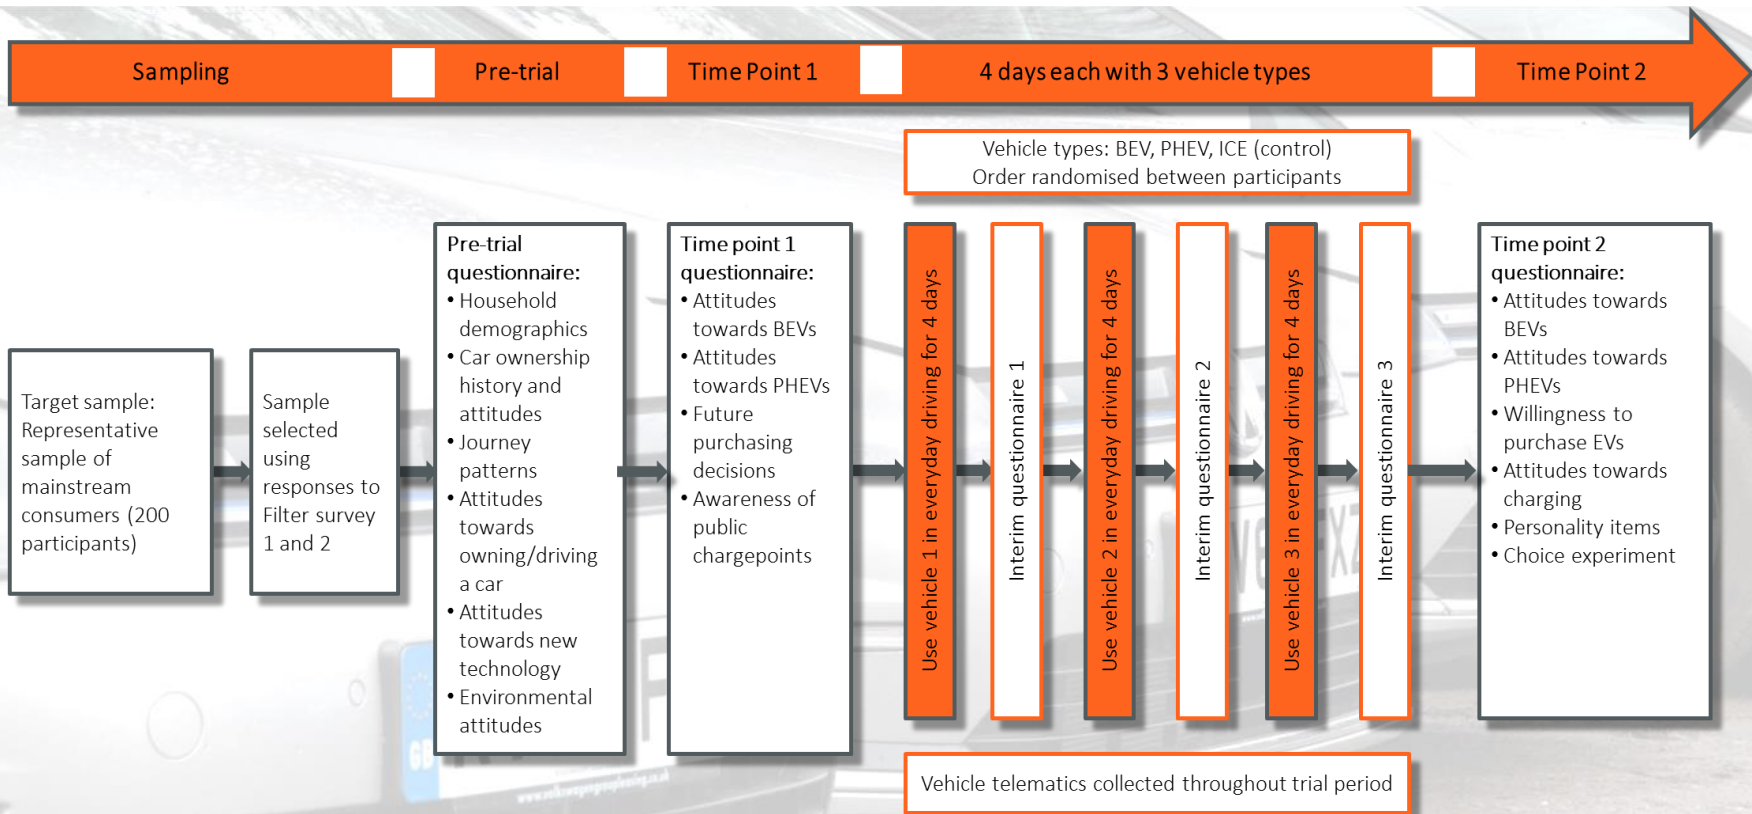 Sampling
Pre-trial
Time Point 1
4 days each with 3 vehicle types
Time Point 2
Vehicle types: BEV, PHEV, ICE (control)
Order randomised between participants
Target sample:
Representative
sample of
mainstream
consumers (200
participants)
Sample
selected
using
responses to
Filter survey
1 and 2
Pre-trial
questionnaire:
• Household
demographics
• Car ownership
history and
attitudes
• Journey
patterns
• Attitudes
towards
owning/driving
a car
• Attitudes
towards new
technology
• Environmental
attitudes
Time point 1
questionnaire:
• Attitudes
towards BEVs
• Attitudes
towards PHEVs
• Future
purchasing
decisions
• Awareness of
public
chargepoints
Use vehicle 1 in everyday driving for 4 days
Interim questionnaire 1
Use vehicle 2 in everyday driving for 4 days
Interim questionnaire 2
Use vehicle 3 in everyday driving for 4 days
Interim questionnaire 3
Time point 2
questionnaire:
• Attitudes towards
BEVs
• Attitudes towards
PHEVs
• Willingness to
purchase EVs
• Attitudes towards
charging
• Personality items
• Choice experiment
Vehicle telematics collected throughout trial period
GB